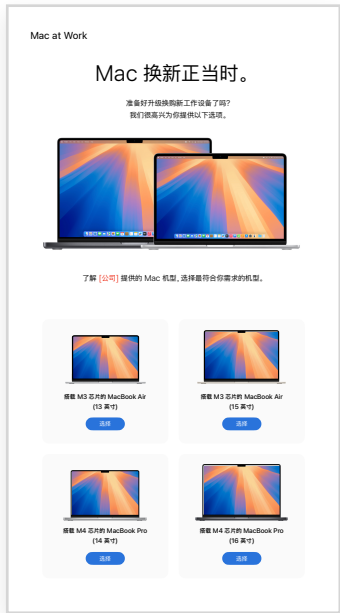 Mac at Work
Mac 换新正当时。
准备好升级换购新工作设备了吗？
我们很高兴为你提供以下选项。
了解 [公司] 提供的 Mac 机型，选择最符合你需求的机型。
搭载 M3 芯片的 MacBook Air
(13 英寸)
选择
搭载 M3 芯片的 MacBook Air
(15 英寸)
选择
搭载 M4 芯片的 MacBook Pro
(14 英寸)
选择
搭载 M4 芯片的 MacBook Pro
(16 英寸)
选择